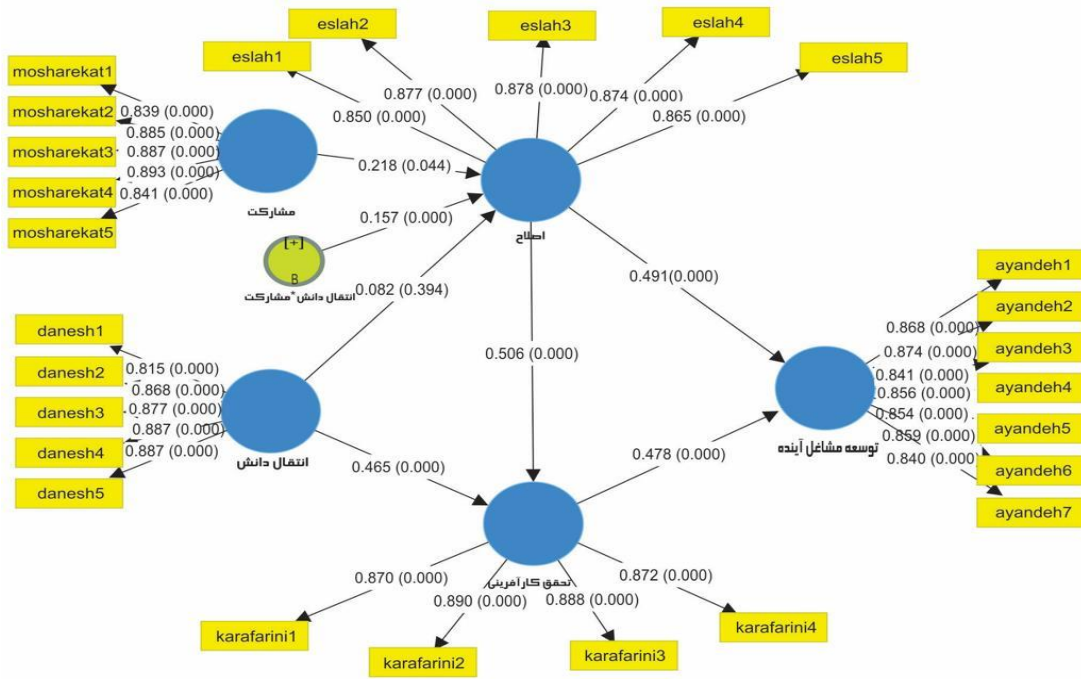 eslah1
eslah2
eslah3
eslah4
eslah5
0.850 (0.000)
0.877 (0.000)
0.878 (0.000)
0.874 (0.000)
0.865 (0.000)
mosharekat1
mosharekat2
mosharekat3
mosharekat4
mosharekat5
0.839 (0.000)
0.885 (0.000)
0.887 (0.000)
0.893 (0.000)
0.841 (0.000)
مشارکت
0.218 (0.044)
اصلاح
[+]
انتقال دانش*مشارکت
0.157 (0.000)
0.082 (0.394)
0.491(0.000)
0.506 (0.000)
danesh1
danesh2
danesh3
danesh4
danesh5
0.815 (0.000)
0.868 (0.000)
0.877 (0.000)
0.887 (0.000)
0.887 (0.000)
انتقال دانش
0.465 (0.000)
0.478 (0.000)
توسعه مشاغل آینده
ayandeh1
ayandeh2
ayandeh3
ayandeh4
ayandeh5
ayandeh6
ayandeh7
0.868 (0.000)
0.874 (0.000)
0.841 (0.000)
0.856 (0.000)
0.854 (0.000)
0.859 (0.000)
0.840 (0.000)
تحقق کارآفرینی
0.870 (0.000)
0.890 (0.000)
0.888 (0.000)
0.872 (0.000)
karafarini1
karafarini2
karafarini3
karafarini4